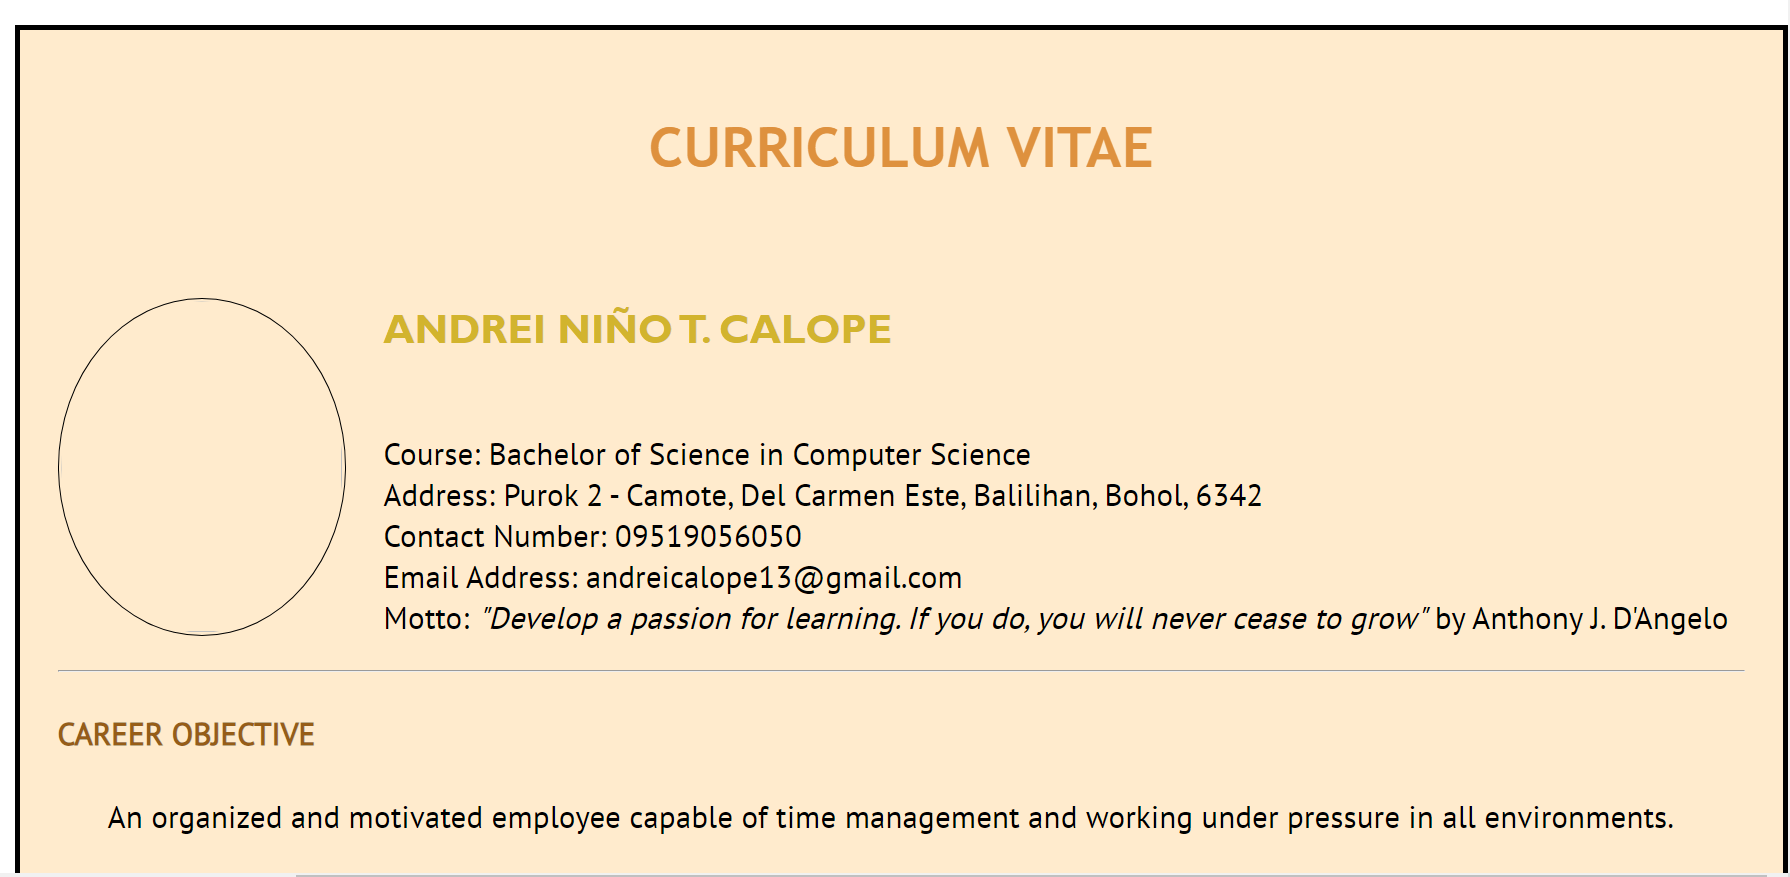 CURRICULUM VITAE
ANDREI NIÑO T. CALOPE
Course: Bachelor of Science in Computer Science
Address: Purok 2 - Camote, Del Carmen Este, Balilihan, Bohol, 6342
Contact Number: 09519056050
Email Address: andreicalope13@gmail.com
Motto: "Develop a passion for learning. If you do, you will never cease to grow" by Anthony J. D'Angelo
CAREER OBJECTIVE
An organized and motivated employee capable of time management and working under pressure in all environments.